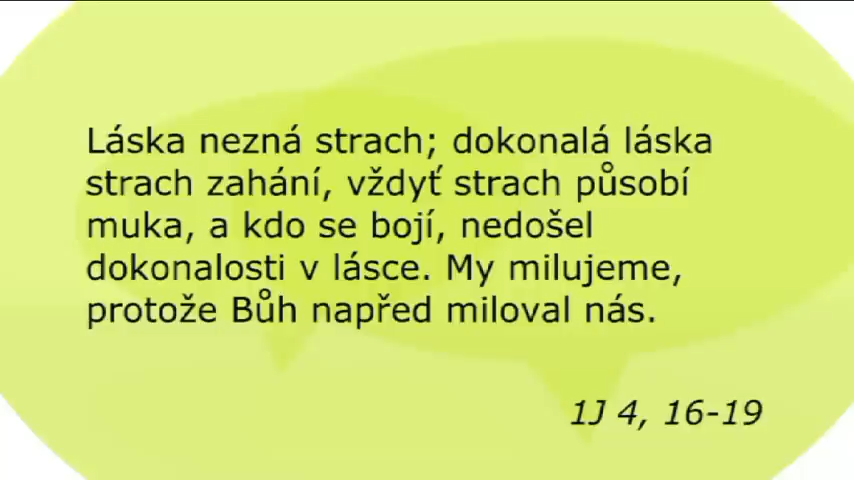 Láska nezná strach; dokonalá láska
strach zahání, vždyť strach působí
muka, a kdo se bojí, nedošel
dokonalosti v lásce. My milujeme,
protože Bůh napřed miloval nás.
1J 4, 16-19